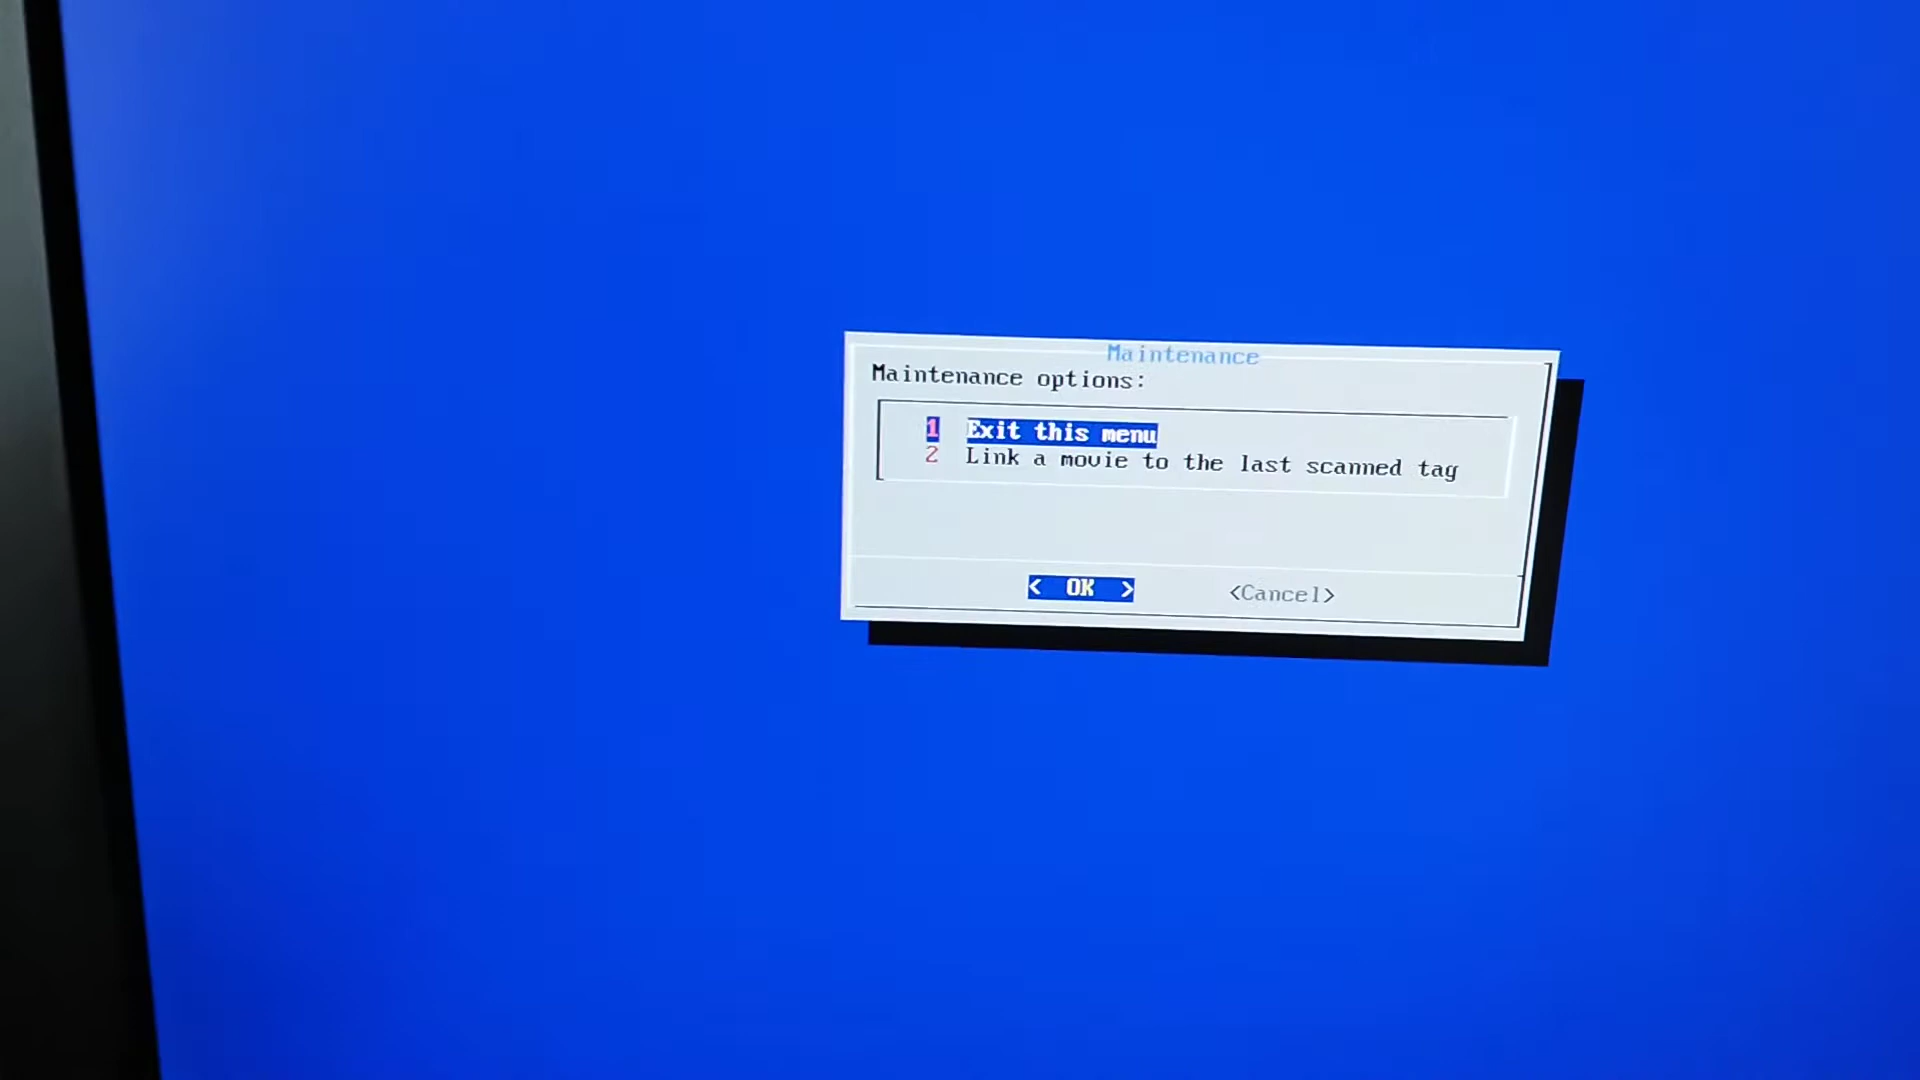 Maintenance
Maintenance options:
1 Exit this menu
2 Link a movie to the last scanned tag
< OK > <Cancel>